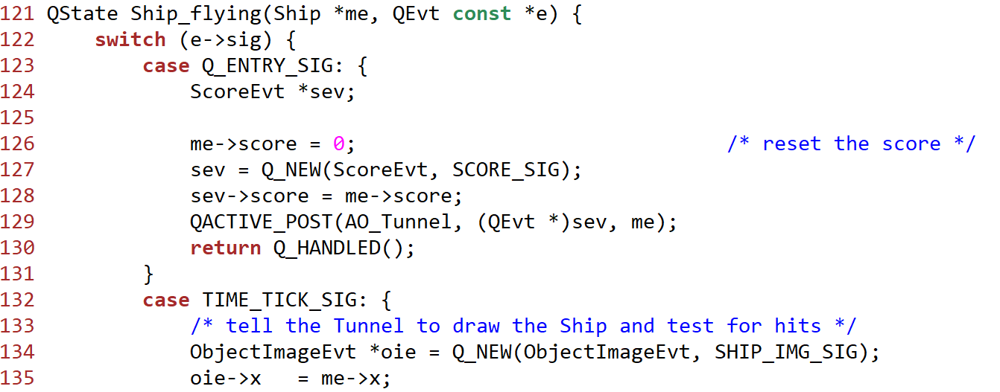 121 QState Ship_flying(Ship *me, QEvt const *e) {
122     switch (e->sig) {
123         case Q_ENTRY_SIG: {
124             ScoreEvt *sev;
125
126             me->score = 0;                               /* reset the score */
127             sev = Q_NEW(ScoreEvt, SCORE_SIG);
128             sev->score = me->score;
129             QACTIVE_POST(AO_Tunnel, (QEvt *)sev, me);
130             return Q_HANDLED();
131         }
132         case TIME_TICK_SIG: {
133             /* tell the Tunnel to draw the Ship and test for hits */
134             ObjectImageEvt *oie = Q_NEW(ObjectImageEvt, SHIP_IMG_SIG);
135             oie->x   = me->x;